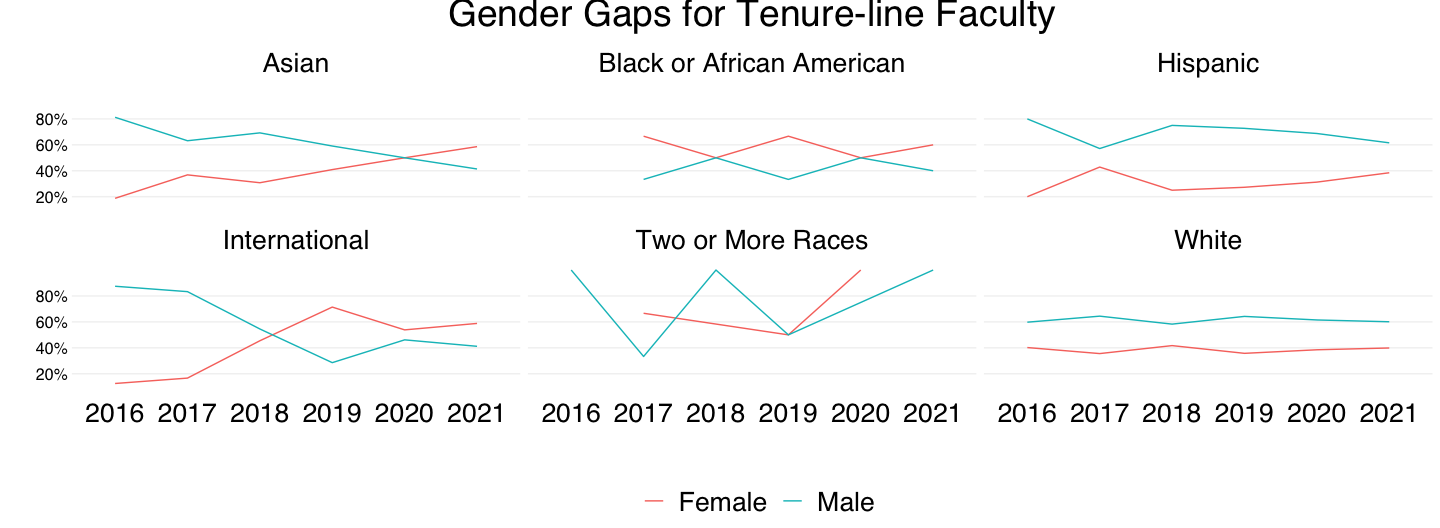 Gender Gaps for Tenure-line Faculty
Asian Black or African American Hispanic
80%
60%
40%
20%
International Two or More Races White
80%
60%
40%
20%
2016 2017 2018 2019 2020 2021 2016 2017 2018 2019 2020 2021 2016 2017 2018 2019 2020 2021
Female Male